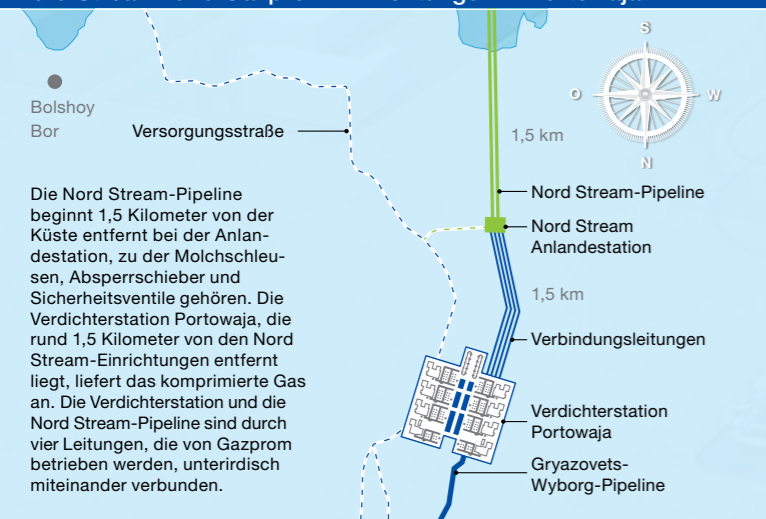 Bolshoy
Bor
Versorgungsstraße
S
O
W
N
1,5 km
Nord Stream-Pipeline
Nord Stream
Anlandestation
1,5 km
Verbindungsleitungen
Verdichterstation
Portowaja
Gryazovets-
Wyborg-Pipeline
Die Nord Stream-Pipeline
beginnt 1,5 Kilometer von der
Küste entfernt bei der Anlan-
destation, zu der Molchschleu-
sen, Absperrschieber und
Sicherheitsventile gehören. Die
Verdichterstation Portowaja, die
rund 1,5 Kilometer von den Nord
Stream-Einrichtungen entfernt
liegt, liefert das komprimierte Gas
an. Die Verdichterstation und die
Nord Stream-Pipeline sind durch
vier Leitungen, die von Gazprom
betrieben werden, unterirdisch
miteinander verbunden.